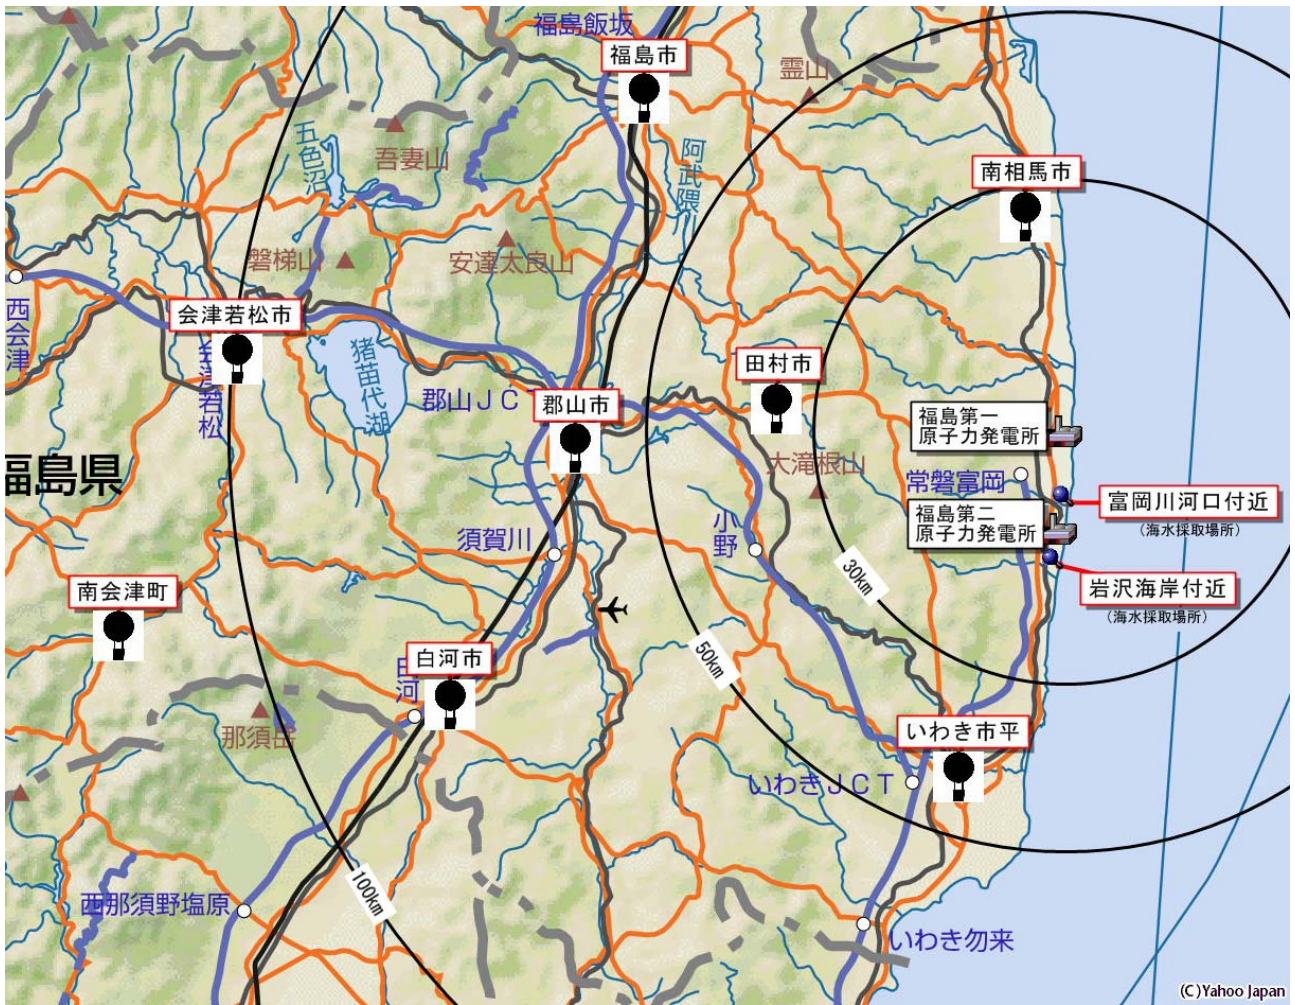 福島飯坂
福島市
霊山
五色沼
吾妻山
阿武隈
南相馬市
磐梯山
安達太良山
西会津
会津若松市
会津若松
猪苗代湖
田村市
郡山JCT
郡山市
福島第一
原子力発電所
大滝根山
常磐富岡
福島県
富岡川河口付近
(海水採取場所)
福島第二
原子力発電所
須賀川
小野
30km
岩沢海岸付近
(海水採取場所)
南会津町
50km
白河市
白河
那須岳
いわき市平
いわきJCT
100km
西那須野塩原
いわき勿来
(C)Yahoo Japan